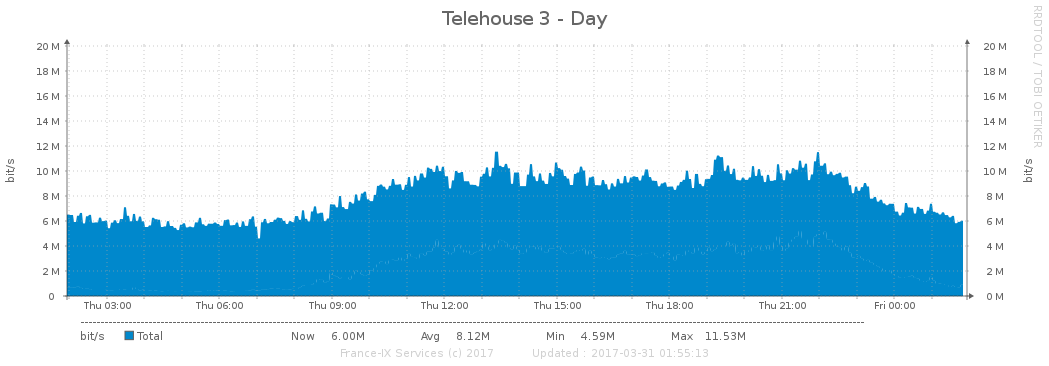 Telehouse 3 - Day
RRDTOOL / TOBI OETIKER
bit/s
bit/s
20 M 20 M
18 M 18 M
16 M 16 M
14 M 14 M
12 M 12 M
10 M 10 M
8 M 8 M
6 M 6 M
4 M 4 M
2 M 2 M
0 0 M
Thu 03:00 Thu 06:00 Thu 09:00 Thu 12:00 Thu 15:00 Thu 18:00 Thu 21:00 Fri 00:00
bit/s Total Now 6.00M Avg 8.12M Min 4.59M Max 11.53M
France-IX Services (c) 2017 Updated : 2017-03-31 01:55:13